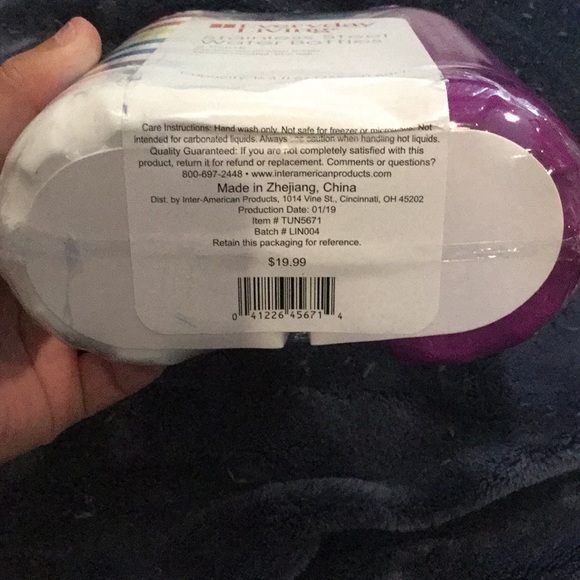 Everyday
Living®
Stainless Steel
Water Bottles
Care Instructions: Hand wash only. Not safe for freezer or Not
intended for carbonated liquids. Always caution when handling hot liquids.
Quality Guaranteed: If you are not completely satisfied with this
product, return it for refund or replacement. Comments or questions?
800-697-2448 • www.interamericanproducts.com
Made in Zhejiang, China
Dist. by Inter-American Products, 1014 Vine St., Cincinnati, OH 45202
Production Date: 01/19
Item # TUN5671
Batch # LIN004
Retain this packaging for reference.
$19.99
0 41226 45671 4